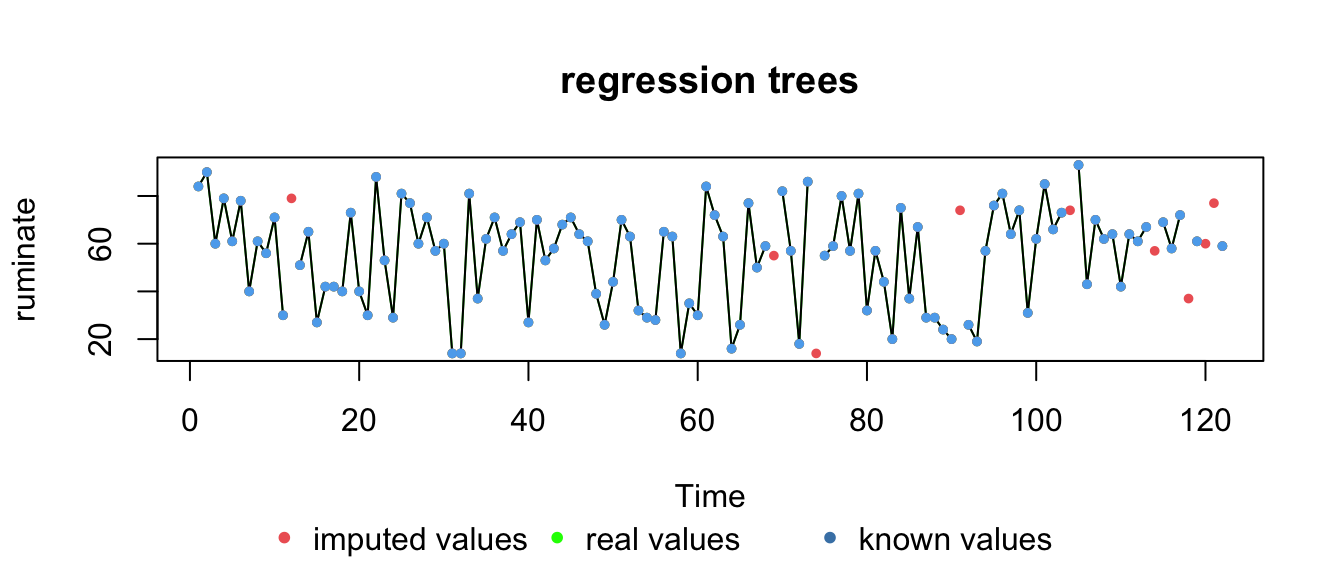 regression trees
ruminate
60
20
0 20 40 60 80 100 120
Time
imputed values real values known values